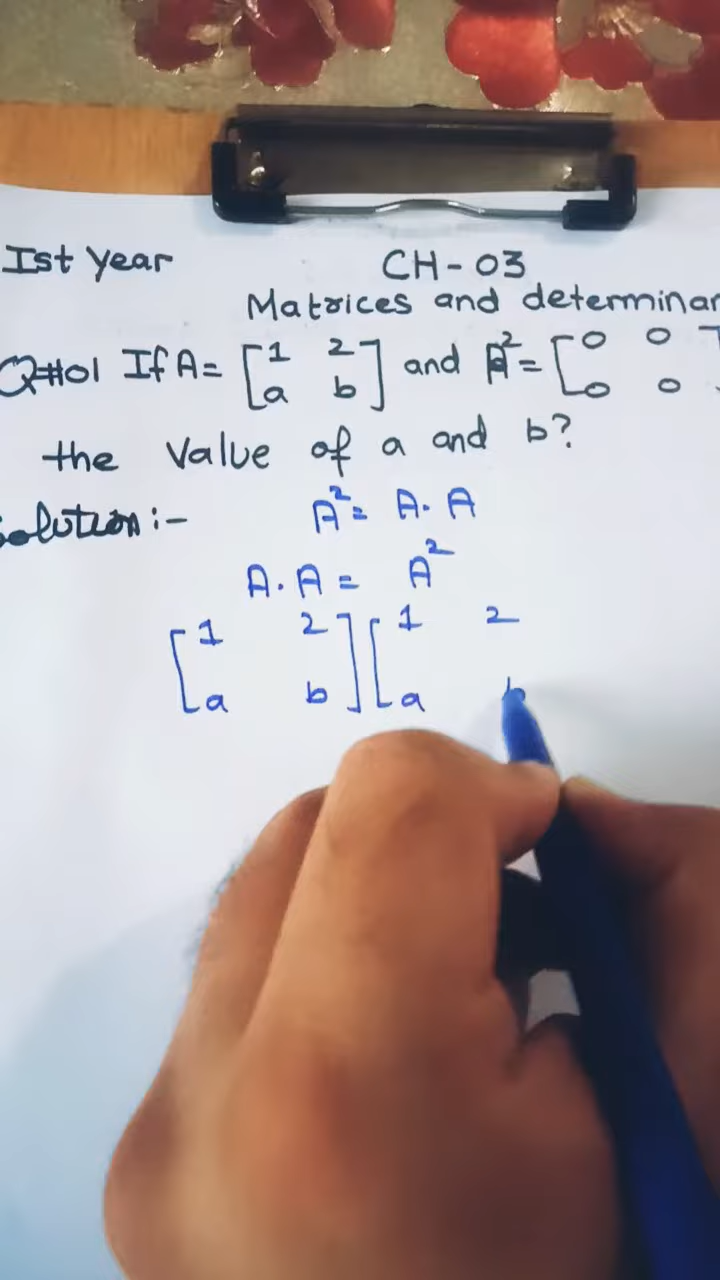 Ist year
CH-03
Matrices and determinan
Q#01 If A= [1 2 a b] and A²= [0 0 0 0
the value of a and b?
Solution:-
A²= A. A
A. A = A²
[1 2 a b] [1 2 a b